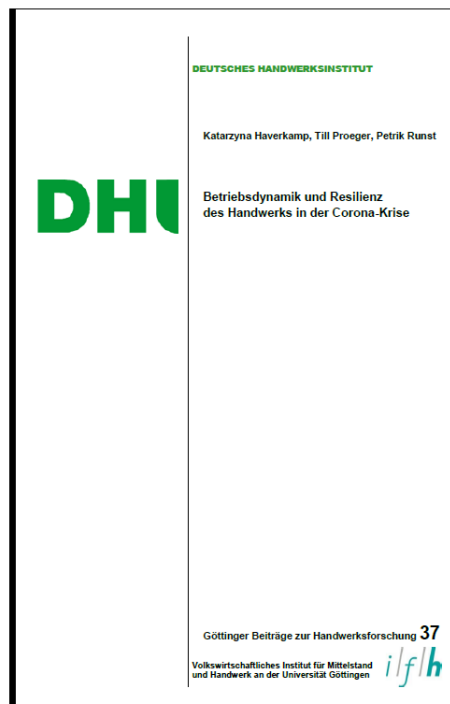 DEUTSCHES HANDWERKSINSTITUT
Katarzyna Haverkamp, Till Proeger, Petrik Runst
DHI
Betriebsdynamik und Resilienz
des Handwerks in der Corona-Krise
Göttinger Beiträge zur Handwerksforschung 37
Volkswirtschaftliches Institut für Mittelstand
und Handwerk an der Universität Göttingen
i/f/h